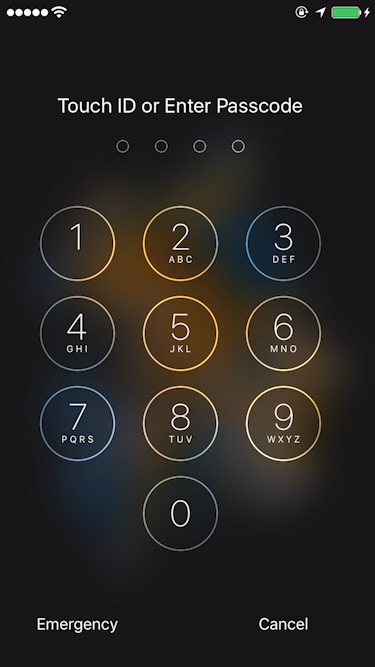 Touch ID or Enter Passcode
1
2
ABC
3
DEF
4
GHI
5
JKL
6
MNO
7
PQRS
8
TUV
9
WXYZ
0
Emergency
Cancel